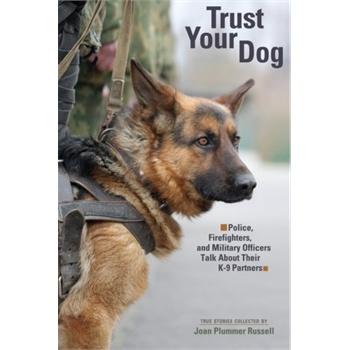 Trust
Your
Dog
Police,
Firefighters,
and Military Officers
Talk About Their
K-9 Partners
TRUE STORIES COLLECTED BY
Joan Plummer Russell